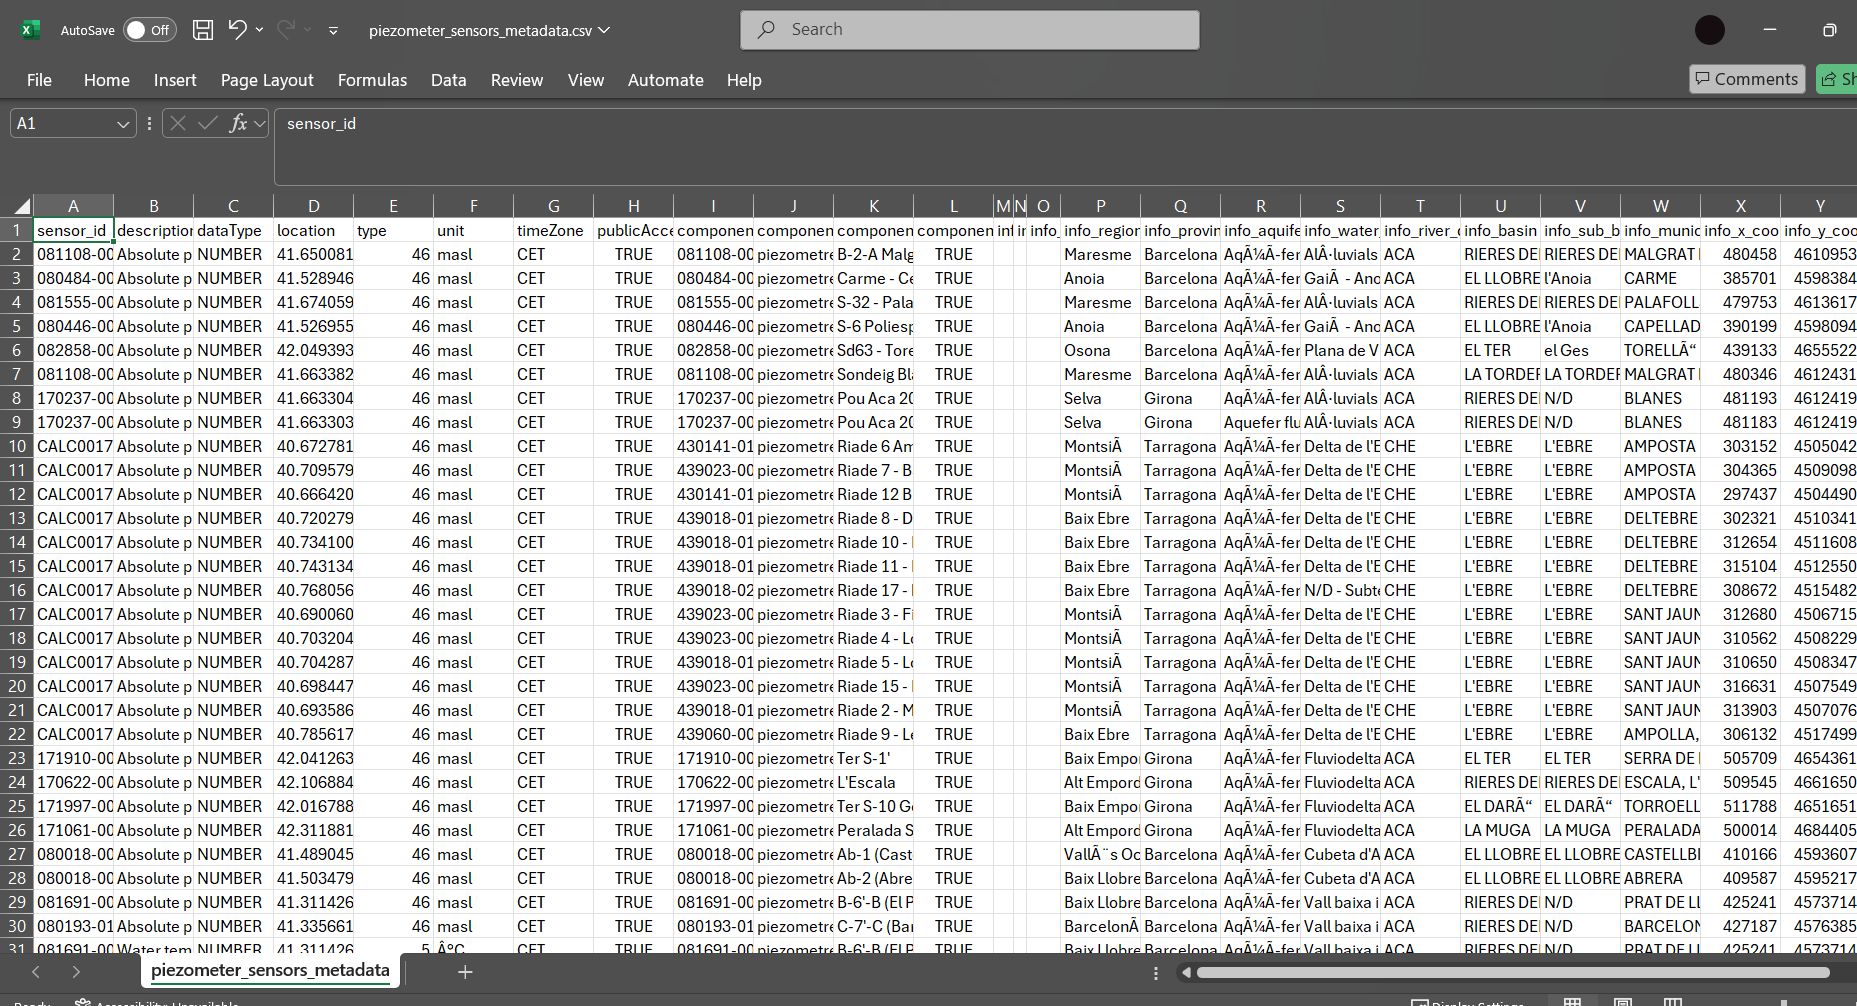 AutoSave Off piezometer_sensors_metadata.csv Search
File Home Insert Page Layout Formulas Data Review View Automate Help Comments Sh
A1 fx sensor_id
A B C D E F G H I J K L M N O P Q R S T U V W X Y
1 sensor_id description dataType location type unit timeZone publicAcce componen componen componen componen inf ir info_ info_region info_provin info_aquife info_water_ info_river_d info_basin info_sub_b info_munic info_x_coo info_y_coo
2 081108-00 Absolute p NUMBER 41.650081 46 masl CET TRUE 081108-00 piezometre B-2-A Malg TRUE Maresme Barcelona AqÃ¼Ã­fer AlÂ·luvials ACA RIERES DE RIERES DE MALGRAT 480458 4610953
3 080484-00 Absolute p NUMBER 41.528946 46 masl CET TRUE 080484-00 piezometre Carme - Ce TRUE Anoia Barcelona AqÃ¼Ã­fer GaiÃ  - Ano ACA EL LLOBRE l'Anoia CARME 385701 4598384
4 081555-00 Absolute p NUMBER 41.674059 46 masl CET TRUE 081555-00 piezometre S-32 - Pala TRUE Maresme Barcelona AqÃ¼Ã­fer AlÂ·luvials ACA RIERES DE RIERES DE PALAFOLL 479753 4613617
5 080446-00 Absolute p NUMBER 41.526955 46 masl CET TRUE 080446-00 piezometre S-6 Poliesp TRUE Anoia Barcelona AqÃ¼Ã­fer GaiÃ  - Ano ACA EL LLOBRE l'Anoia CAPELLAD 390199 4598094
6 082858-00 Absolute p NUMBER 42.049393 46 masl CET TRUE 082858-00 piezometre Sd63 - Tore TRUE Osona Barcelona AqÃ¼Ã­fer Plana de V ACA EL TER el Ges TORELLÃ“ 439133 4655522
7 081108-00 Absolute p NUMBER 41.663382 46 masl CET TRUE 081108-00 piezometre Sondeig Bla TRUE Maresme Barcelona AqÃ¼Ã­fer AlÂ·luvials ACA LA TORDER LA TORDER MALGRAT 480346 4612431
8 170237-00 Absolute p NUMBER 41.663304 46 masl CET TRUE 170237-00 piezometre Pou Aca 20 TRUE Selva Girona AqÃ¼Ã­fer AlÂ·luvials ACA RIERES DE N/D BLANES 481193 4612419
9 170237-00 Absolute p NUMBER 41.663303 46 masl CET TRUE 170237-00 piezometre Pou Aca 20 TRUE Selva Girona Aquefer flu AlÂ·luvials ACA RIERES DE N/D BLANES 481183 4612419
10 CALC0017 Absolute p NUMBER 40.672781 46 masl CET TRUE 430141-01 piezometre Riade 6 Am TRUE MontsiÃ  Tarragona AqÃ¼Ã­fer Delta de l'E CHE L'EBRE L'EBRE AMPOSTA 303152 4505042
11 CALC0017 Absolute p NUMBER 40.709579 46 masl CET TRUE 439023-00 piezometre Riade 7 - B TRUE MontsiÃ  Tarragona AqÃ¼Ã­fer Delta de l'E CHE L'EBRE L'EBRE AMPOSTA 304365 4509098
12 CALC0017 Absolute p NUMBER 40.666420 46 masl CET TRUE 430141-01 piezometre Riade 12 B TRUE MontsiÃ  Tarragona AqÃ¼Ã­fer Delta de l'E CHE L'EBRE L'EBRE AMPOSTA 297437 4504490
13 CALC0017 Absolute p NUMBER 40.720279 46 masl CET TRUE 439018-01 piezometre Riade 8 - D TRUE Baix Ebre Tarragona AqÃ¼Ã­fer Delta de l'E CHE L'EBRE L'EBRE DELTEBRE 302321 4510341
14 CALC0017 Absolute p NUMBER 40.734100 46 masl CET TRUE 439018-01 piezometre Riade 10 - TRUE Baix Ebre Tarragona AqÃ¼Ã­fer Delta de l'E CHE L'EBRE L'EBRE DELTEBRE 312654 4511608
15 CALC0017 Absolute p NUMBER 40.743134 46 masl CET TRUE 439018-01 piezometre Riade 11 - TRUE Baix Ebre Tarragona AqÃ¼Ã­fer Delta de l'E CHE L'EBRE L'EBRE DELTEBRE 315104 4512550
16 CALC0017 Absolute p NUMBER 40.768056 46 masl CET TRUE 439018-02 piezometre Riade 17 - TRUE Baix Ebre Tarragona AqÃ¼Ã­fer N/D - Subte CHE L'EBRE L'EBRE DELTEBRE 308672 4515482
17 CALC0017 Absolute p NUMBER 40.690060 46 masl CET TRUE 439023-00 piezometre Riade 3 - Fi TRUE MontsiÃ  Tarragona AqÃ¼Ã­fer Delta de l'E CHE L'EBRE L'EBRE SANT JAUN 312680 4506715
18 CALC0017 Absolute p NUMBER 40.703204 46 masl CET TRUE 439023-00 piezometre Riade 4 - Lo TRUE MontsiÃ  Tarragona AqÃ¼Ã­fer Delta de l'E CHE L'EBRE L'EBRE SANT JAUN 310562 4508229
19 CALC0017 Absolute p NUMBER 40.704287 46 masl CET TRUE 439018-01 piezometre Riade 5 - Lo TRUE MontsiÃ  Tarragona AqÃ¼Ã­fer Delta de l'E CHE L'EBRE L'EBRE SANT JAUN 310650 4508347
20 CALC0017 Absolute p NUMBER 40.698447 46 masl CET TRUE 439023-00 piezometre Riade 15 - TRUE MontsiÃ  Tarragona AqÃ¼Ã­fer Delta de l'E CHE L'EBRE L'EBRE SANT JAUN 316631 4507549
21 CALC0017 Absolute p NUMBER 40.693586 46 masl CET TRUE 439018-01 piezometre Riade 2 - M TRUE MontsiÃ  Tarragona AqÃ¼Ã­fer Delta de l'E CHE L'EBRE L'EBRE SANT JAUN 313903 4507076
22 CALC0017 Absolute p NUMBER 40.785617 46 masl CET TRUE 439060-00 piezometre Riade 9 - Le TRUE Baix Ebre Tarragona AqÃ¼Ã­fer Delta de l'E CHE L'EBRE L'EBRE AMPOLLA, 306132 4517499
23 171910-00 Absolute p NUMBER 42.041263 46 masl CET TRUE 171910-00 piezometre Ter S-1' TRUE Baix Empo Girona AqÃ¼Ã­fer Fluviodelta ACA EL TER EL TER SERRA DE 505709 4654361
24 170622-00 Absolute p NUMBER 42.106884 46 masl CET TRUE 170622-00 piezometre L'Escala TRUE Alt Empord Girona AqÃ¼Ã­fer Fluviodelta ACA RIERES DE RIERES DE ESCALA, L' 509545 4661650
25 171997-00 Absolute p NUMBER 42.016788 46 masl CET TRUE 171997-00 piezometre Ter S-10 Go TRUE Baix Empo Girona AqÃ¼Ã­fer Fluviodelta ACA EL DARÃ“ EL DARÃ“ TORROELL 511788 4651651
26 171061-00 Absolute p NUMBER 42.311881 46 masl CET TRUE 171061-00 piezometre Peralada S TRUE Alt Empord Girona AqÃ¼Ã­fer Fluviodelta ACA LA MUGA LA MUGA PERALADA 500014 4684405
27 080018-00 Absolute p NUMBER 41.489045 46 masl CET TRUE 080018-00 piezometre Ab-1 (Cast TRUE VallÃ¨s Oc Barcelona AqÃ¼Ã­fer Cubeta d'A ACA EL LLOBRE EL LLOBRE CASTELLBI 410166 4593607
28 080018-00 Absolute p NUMBER 41.503479 46 masl CET TRUE 080018-00 piezometre Ab-2 (Abre TRUE Baix Llobre Barcelona AqÃ¼Ã­fer Cubeta d'A ACA EL LLOBRE EL LLOBRE ABRERA 409587 4595217
29 081691-00 Absolute p NUMBER 41.311426 46 masl CET TRUE 081691-00 piezometre B-6'-B (El P TRUE Baix Llobre Barcelona AqÃ¼Ã­fer Vall baixa i ACA RIERES DE N/D PRAT DE LL 425241 4573714
30 080193-01 Absolute p NUMBER 41.335661 46 masl CET TRUE 080193-01 piezometre C-7'-C (Bar TRUE BarcelonÃ Barcelona AqÃ¼Ã­fer Vall baixa i ACA RIERES DE N/D BARCELON 427187 4576385
31 081691-00 Water tem NUMBER 41.311426 5 Â°C CET TRUE 081691-00 piezometre B-6'-B (El P TRUE Baix Llobre Barcelona AqÃ¼Ã­fer Vall baixa i ACA RIERES DE N/D PRAT DE LL 425241 4573714
piezometer_sensors_metadata
Ready Accessibility: Unavailable Display Settings